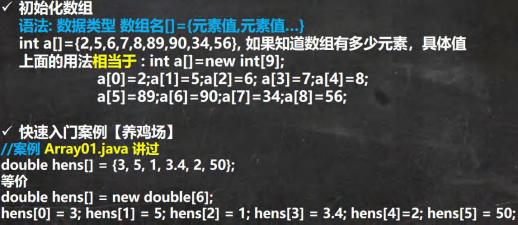 ✓ 初始化数组
语法: 数据类型 数组名[]={元素值,元素值...}
int a[]={2,5,6,7,8,89,90,34,56}, 如果知道数组有多少元素，具体值
上面的用法相当于 : int a[]=new int[9];
a[0]=2;a[1]=5;a[2]=6; a[3]=7;a[4]=8;
a[5]=89;a[6]=90;a[7]=34;a[8]=56;
✓ 快速入门案例【养鸡场】
//案例 Array01.java 讲过
double hens[] = {3, 5, 1, 3.4, 2, 50};
等价
double hens[] = new double[6];
hens[0] = 3; hens[1] = 5; hens[2] = 1; hens[3] = 3.4; hens[4]=2; hens[5] = 50;